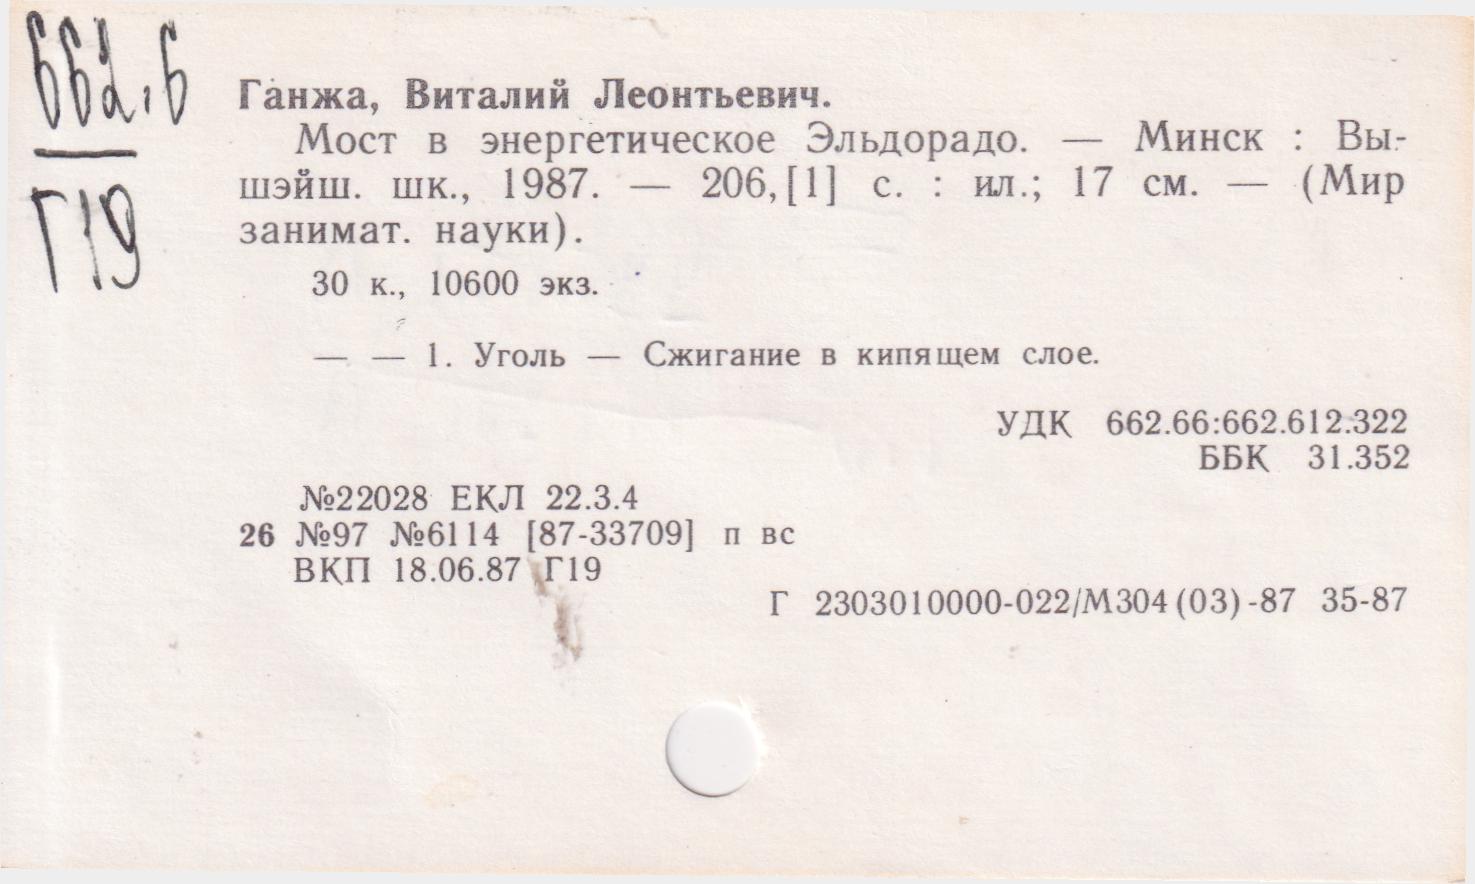 662.6
Г19
Ганжа, Виталий Леонтьевич.
Мост в энергетическое Эльдорадо. — Минск : Вы-
шэйш. шк., 1987. — 206,[1] с. : ил.; 17 см. — (Мир
занимат. науки).
30 к., 10600 экз.
— — 1. Уголь — Сжигание в кипящем слое.
УДК 662.66:662.612.322
ББК 31.352
№22028 ЕКЛ 22.3.4
26 №97 №6114 [87-33709] п вс
ВКП 18.06.87 Г19
Г 2303010000-022/М304(03)-87 35-87